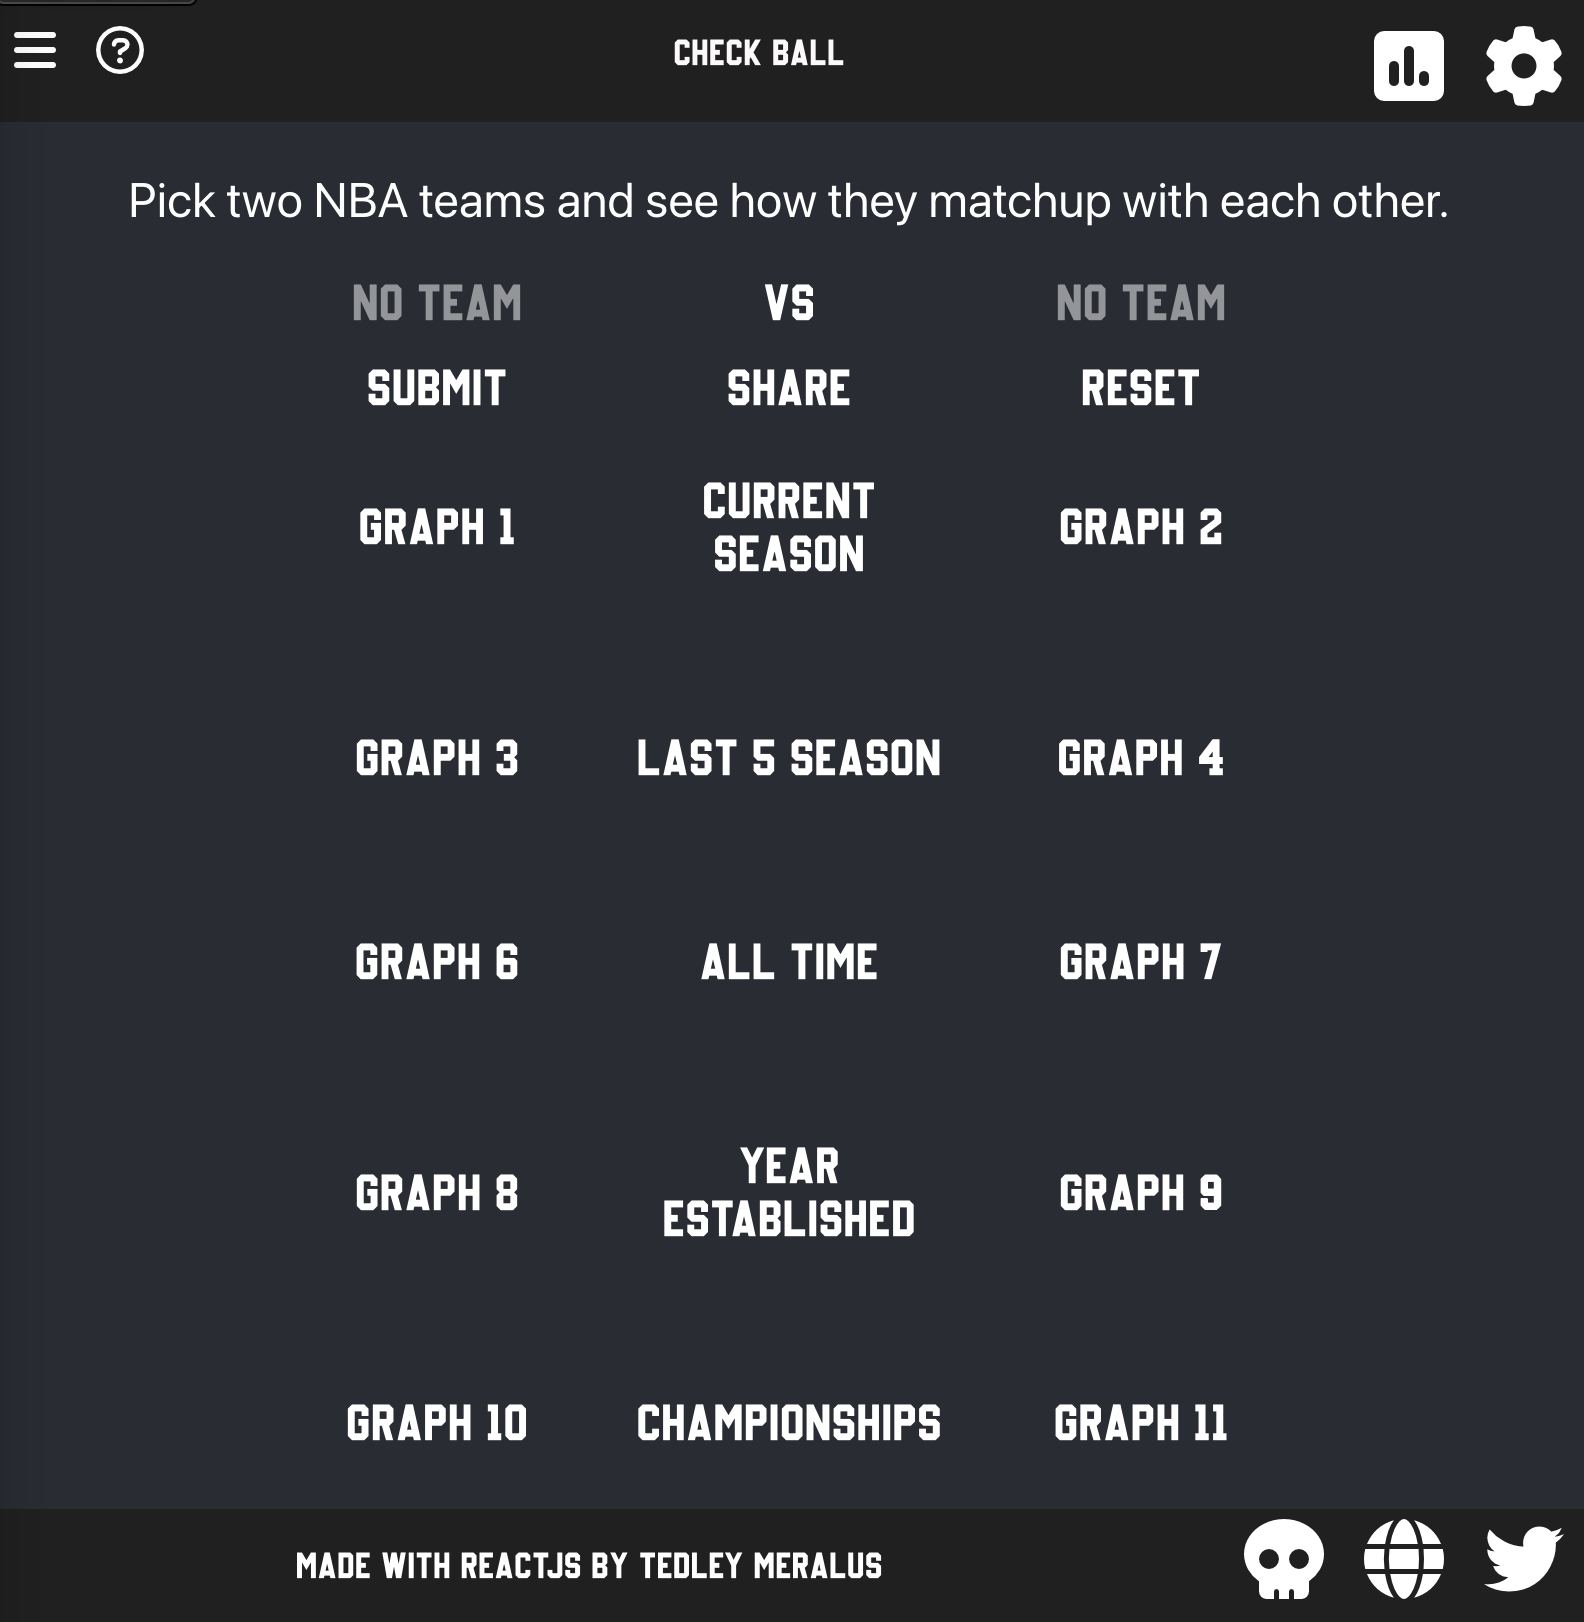 CHECK BALL
Pick two NBA teams and see how they matchup with each other.
NO TEAM
VS
NO TEAM
SUBMIT
SHARE
RESET
GRAPH 1
CURRENT
SEASON
GRAPH 2
GRAPH 3
LAST 5 SEASON
GRAPH 4
GRAPH 6
ALL TIME
GRAPH 7
GRAPH 8
YEAR
ESTABLISHED
GRAPH 9
GRAPH 10
CHAMPIONSHIPS
GRAPH 11
MADE WITH REACTJS BY TEDLEY MERALUS